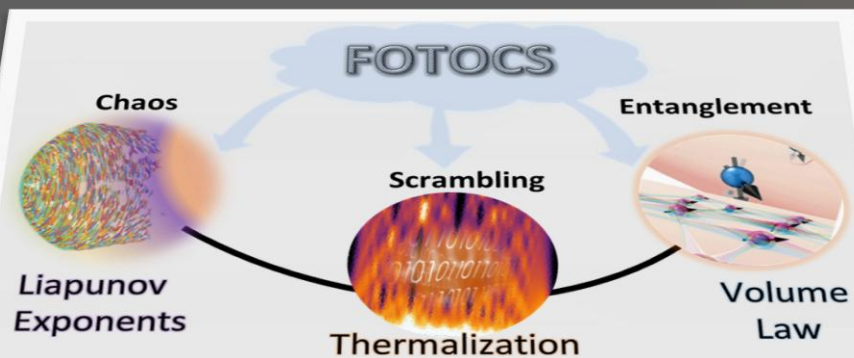 FOTOCS
Chaos
Entanglement
Scrambling
Liapunov
Exponents
Thermalization
Volume
Law